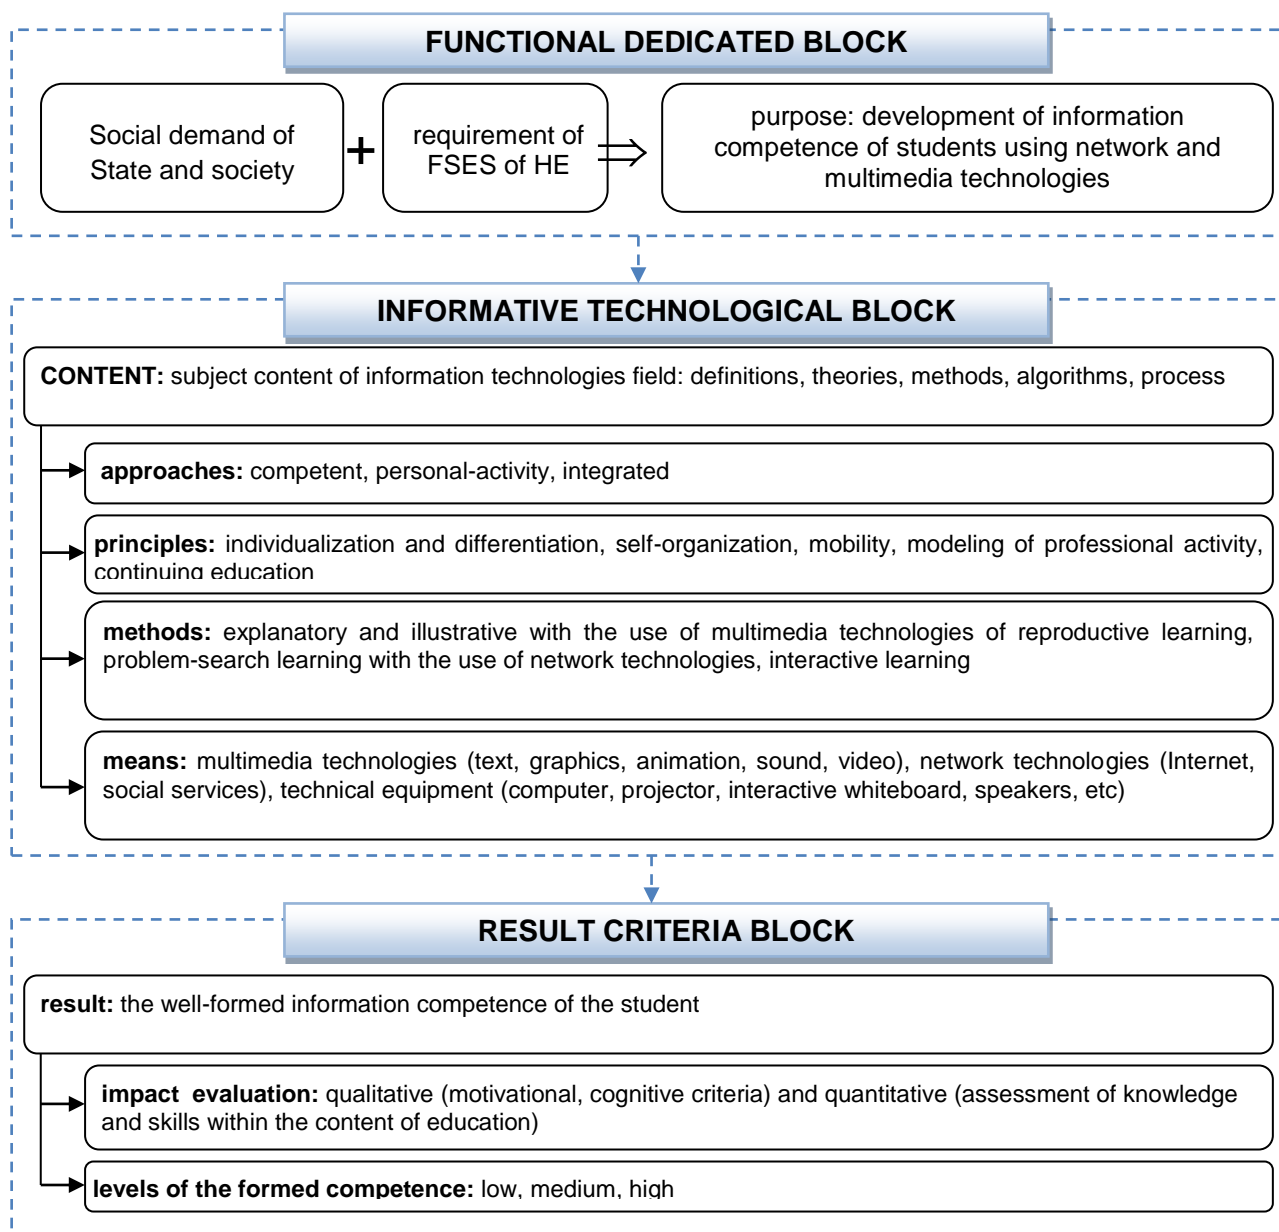 FUNCTIONAL DEDICATED BLOCK
Social demand of
State and society
+
requirement of
FSES of HE
purpose: development of information
competence of students using network and
multimedia technologies
INFORMATIVE TECHNOLOGICAL BLOCK
CONTENT: subject content of information technologies field: definitions, theories, methods, algorithms, process
approaches: competent, personal-activity, integrated
principles: individualization and differentiation, self-organization, mobility, modeling of professional activity,
continuing education
methods: explanatory and illustrative with the use of multimedia technologies of reproductive learning,
problem-search learning with the use of network technologies, interactive learning
means: multimedia technologies (text, graphics, animation, sound, video), network technologies (Internet,
social services), technical equipment (computer, projector, interactive whiteboard, speakers, etc)
RESULT CRITERIA BLOCK
result: the well-formed information competence of the student
impact evaluation: qualitative (motivational, cognitive criteria) and quantitative (assessment of knowledge
and skills within the content of education)
levels of the formed competence: low, medium, high